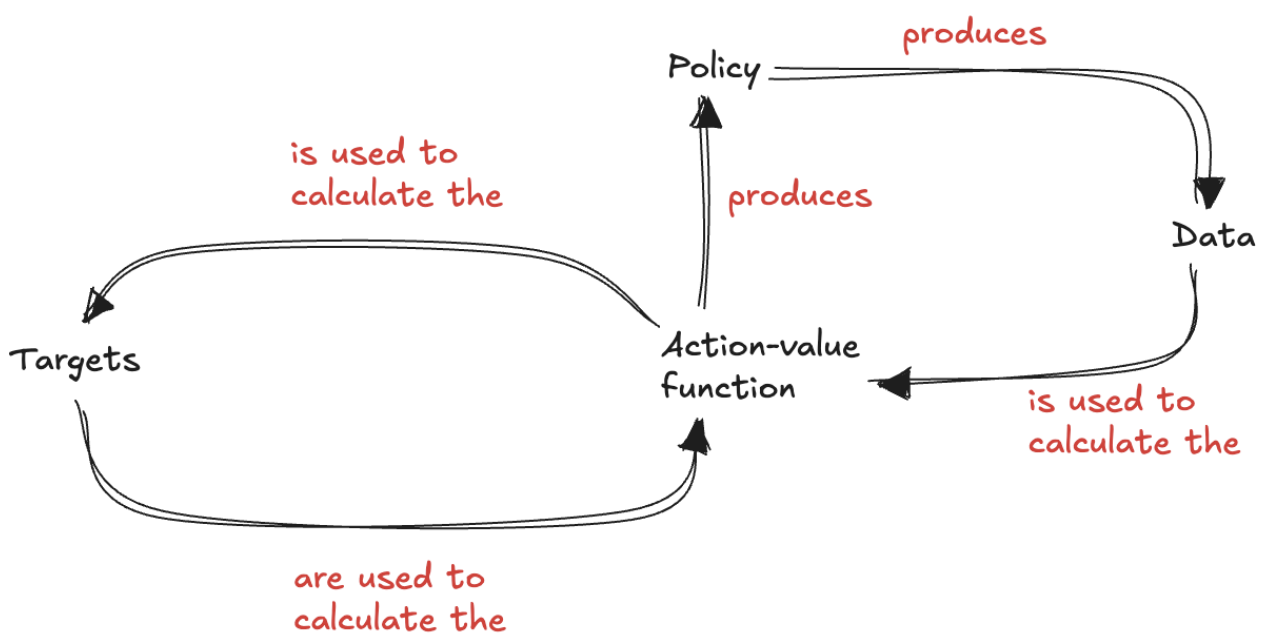 produces
Policy
is used to
calculate the
produces
Data
Targets
Action-value
function
is used to
calculate the
are used to
calculate the